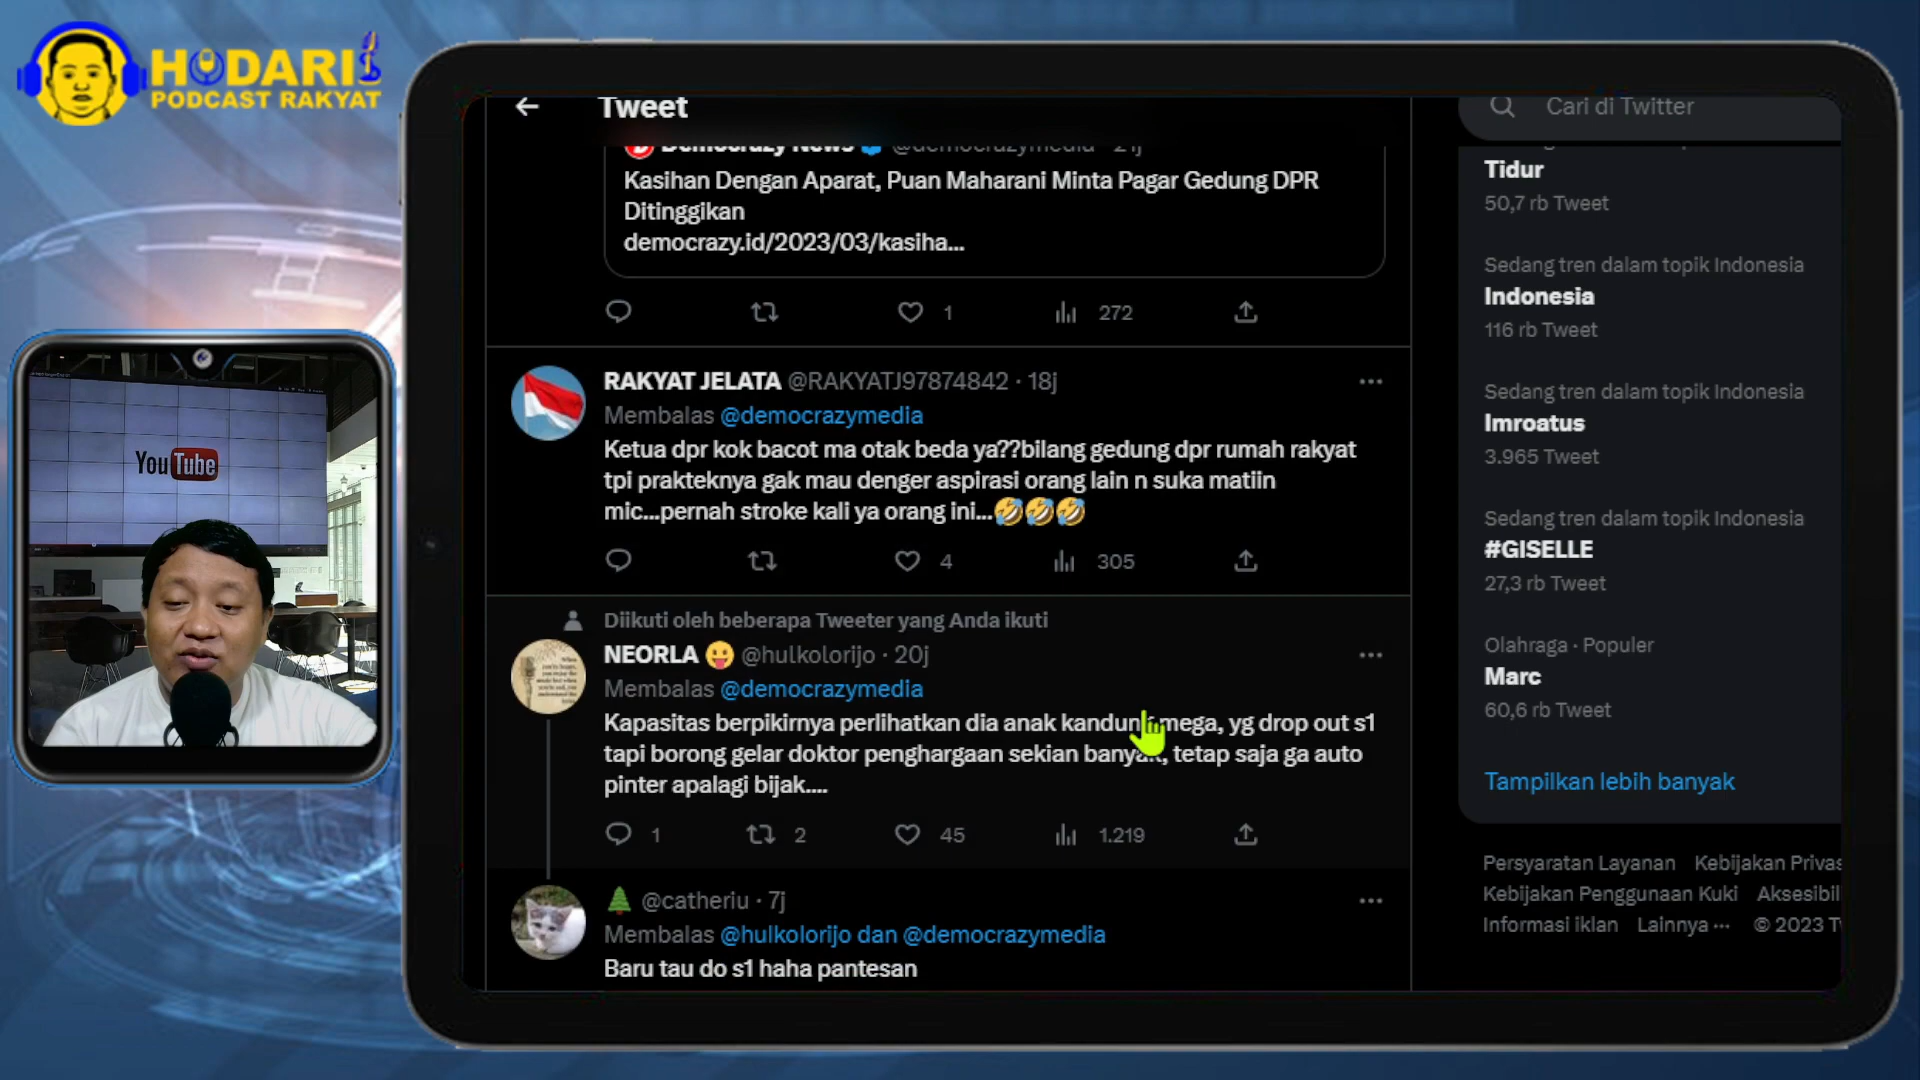 HODARI
PODCAST RAKYAT
YouTube
Tweet
Democrazy News @democrazymedia · 21j
Kasihan Dengan Aparat, Puan Maharani Minta Pagar Gedung DPR
Ditinggikan
democrazy.id/2023/03/kasiha...
1
272
RAKYAT JELATA @RAKYATJ97874842 · 18j
Membalas @democrazymedia
Ketua dpr kok bacot ma otak beda ya??bilang gedung dpr rumah rakyat
tpi prakteknya gak mau denger aspirasi orang lain n suka matiin
mic...pernah stroke kali ya orang ini...🤣🤣🤣
4
305
Diikuti oleh beberapa Tweeter yang Anda ikuti
NEORLA 😛 @hulkolorijo · 20j
Membalas @democrazymedia
Kapasitas berpikirnya perlihatkan dia anak kandung mega, yg drop out s1
tapi borong gelar doktor penghargaan sekian banyak, tetap saja ga auto
pinter apalagi bijak....
1
2
45
1.219
🌲 @catheriu · 7j
Membalas @hulkolorijo dan @democrazymedia
Baru tau do s1 haha pantesan
Cari di Twitter
Tidur
50,7 rb Tweet
Sedang tren dalam topik Indonesia
Indonesia
116 rb Tweet
Sedang tren dalam topik Indonesia
Imroatus
3.965 Tweet
Sedang tren dalam topik Indonesia
#GISELLE
27,3 rb Tweet
Olahraga · Populer
Marc
60,6 rb Tweet
Tampilkan lebih banyak
Persyaratan Layanan Kebijakan Privas
Kebijakan Penggunaan Kuki Aksesibil
Informasi iklan Lainnya ··· © 2023 Tw